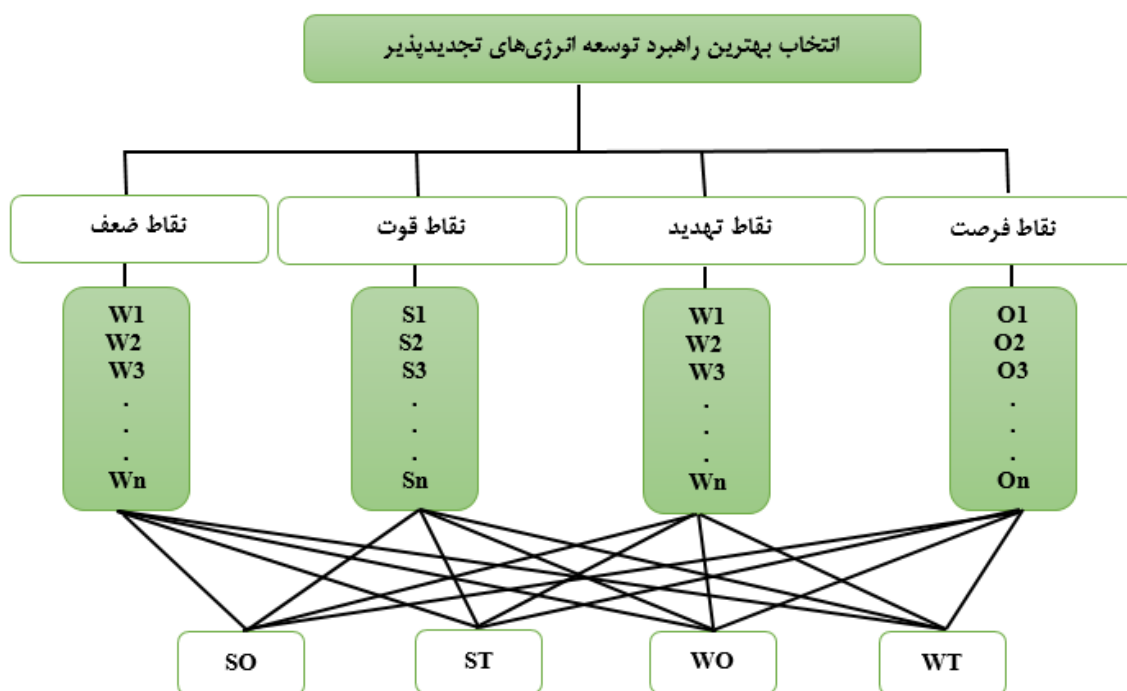 انتخاب بهترین راهبرد توسعه انرژی‌های تجدیدپذیر
نقاط فرصت
نقاط تهدید
نقاط قوت
نقاط ضعف
O1
O2
O3
.
.
.
On
W1
W2
W3
.
.
.
Wn
S1
S2
S3
.
.
.
Sn
W1
W2
W3
.
.
.
Wn
SO
ST
WO
WT